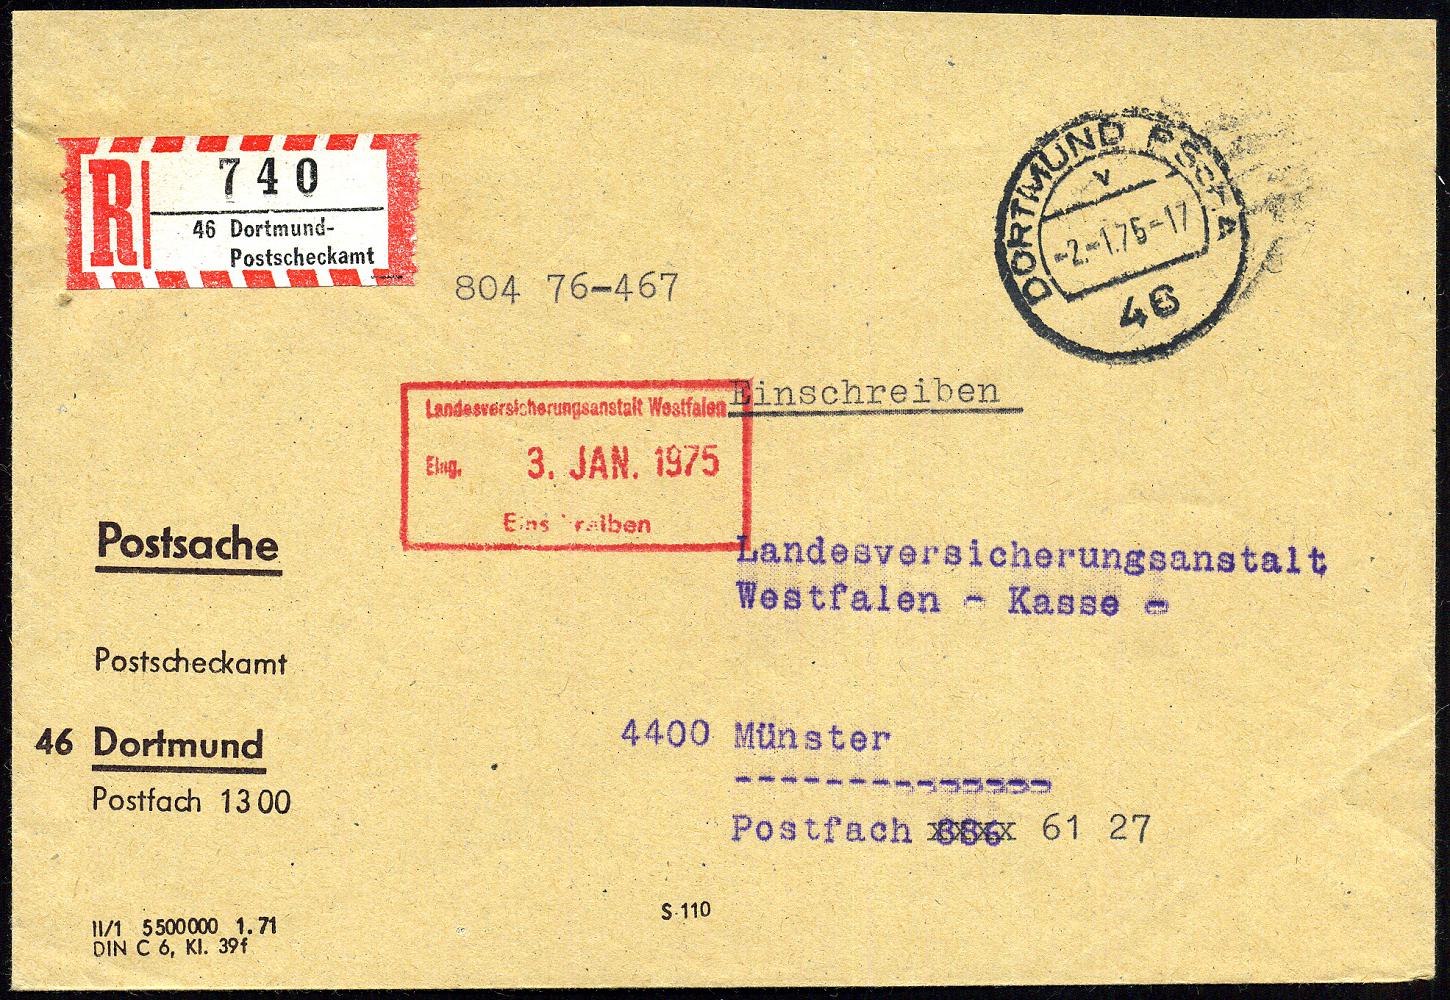 R
740
46 Dortmund-
Postscheckamt
804 76-467
DORTMUND PSchA
v
-2.-1.75-17
46
Einschreiben
Landesversicherungsanstalt Westfalen
Eing. 3. JAN. 1975
Einschreiben
Postsache
Landesversicherungsanstalt
Westfalen - Kasse -
Postscheckamt
46 Dortmund
Postfach 1300
4400 Münster
Postfach 61 27
S 110
II/1 5500000 1.71
DIN C 6, Kl. 39f